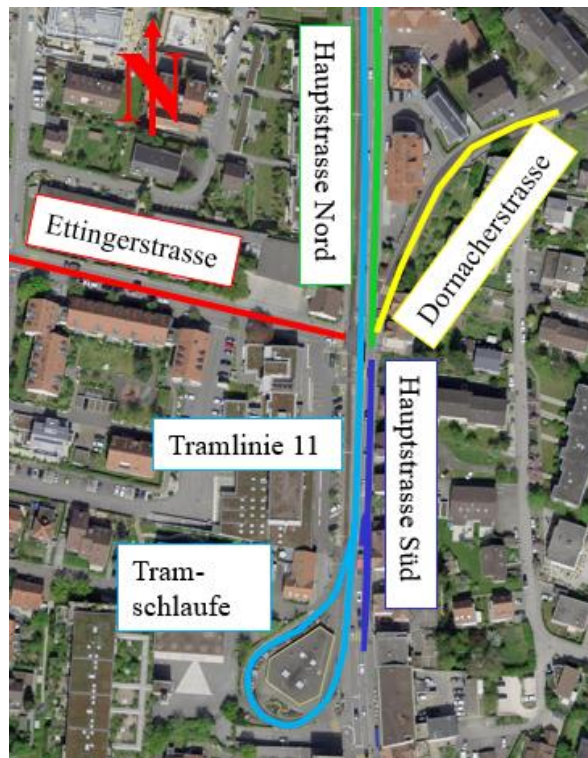 N
Hauptstrasse Nord
Ettingerstrasse
Dornacherstrasse
Tramlinie 11
Hauptstrasse Süd
Tram-
schlaufe